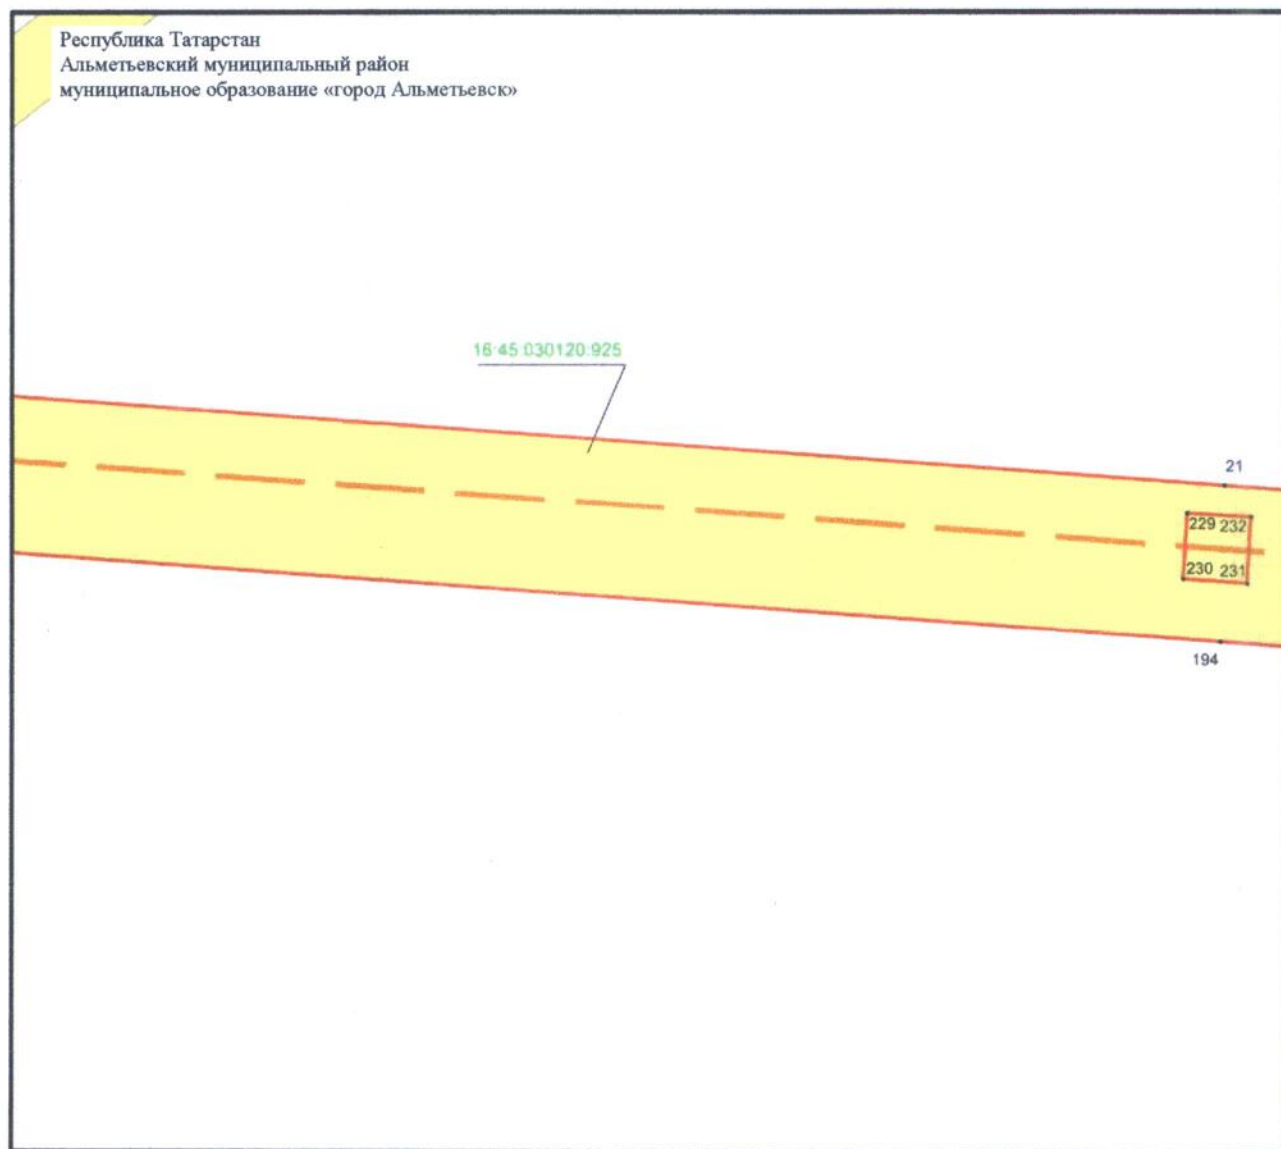 Республика Татарстан
Альметьевский муниципальный район
муниципальное образование «город Альметьевск»
16:45:030120:925
21
229 232
230 231
194